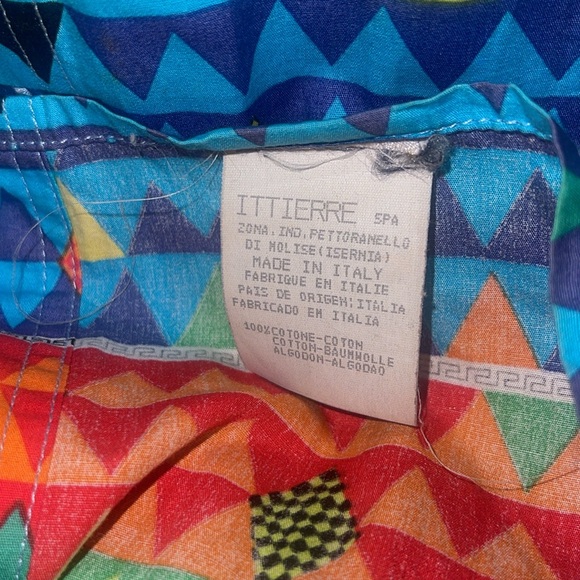 ITTIERRE SPA
ZONA.IND.PETTORANELLO
DI MOLISE(ISERNIA)
MADE IN ITALY
FABRIQUE EN ITALIE
PAIS DE ORIGEN:ITALIA
FABRICADO EN ITALIA
100%COTONE-COTON
COTTON-BAUMWOLLE
ALGODON-ALGODAO